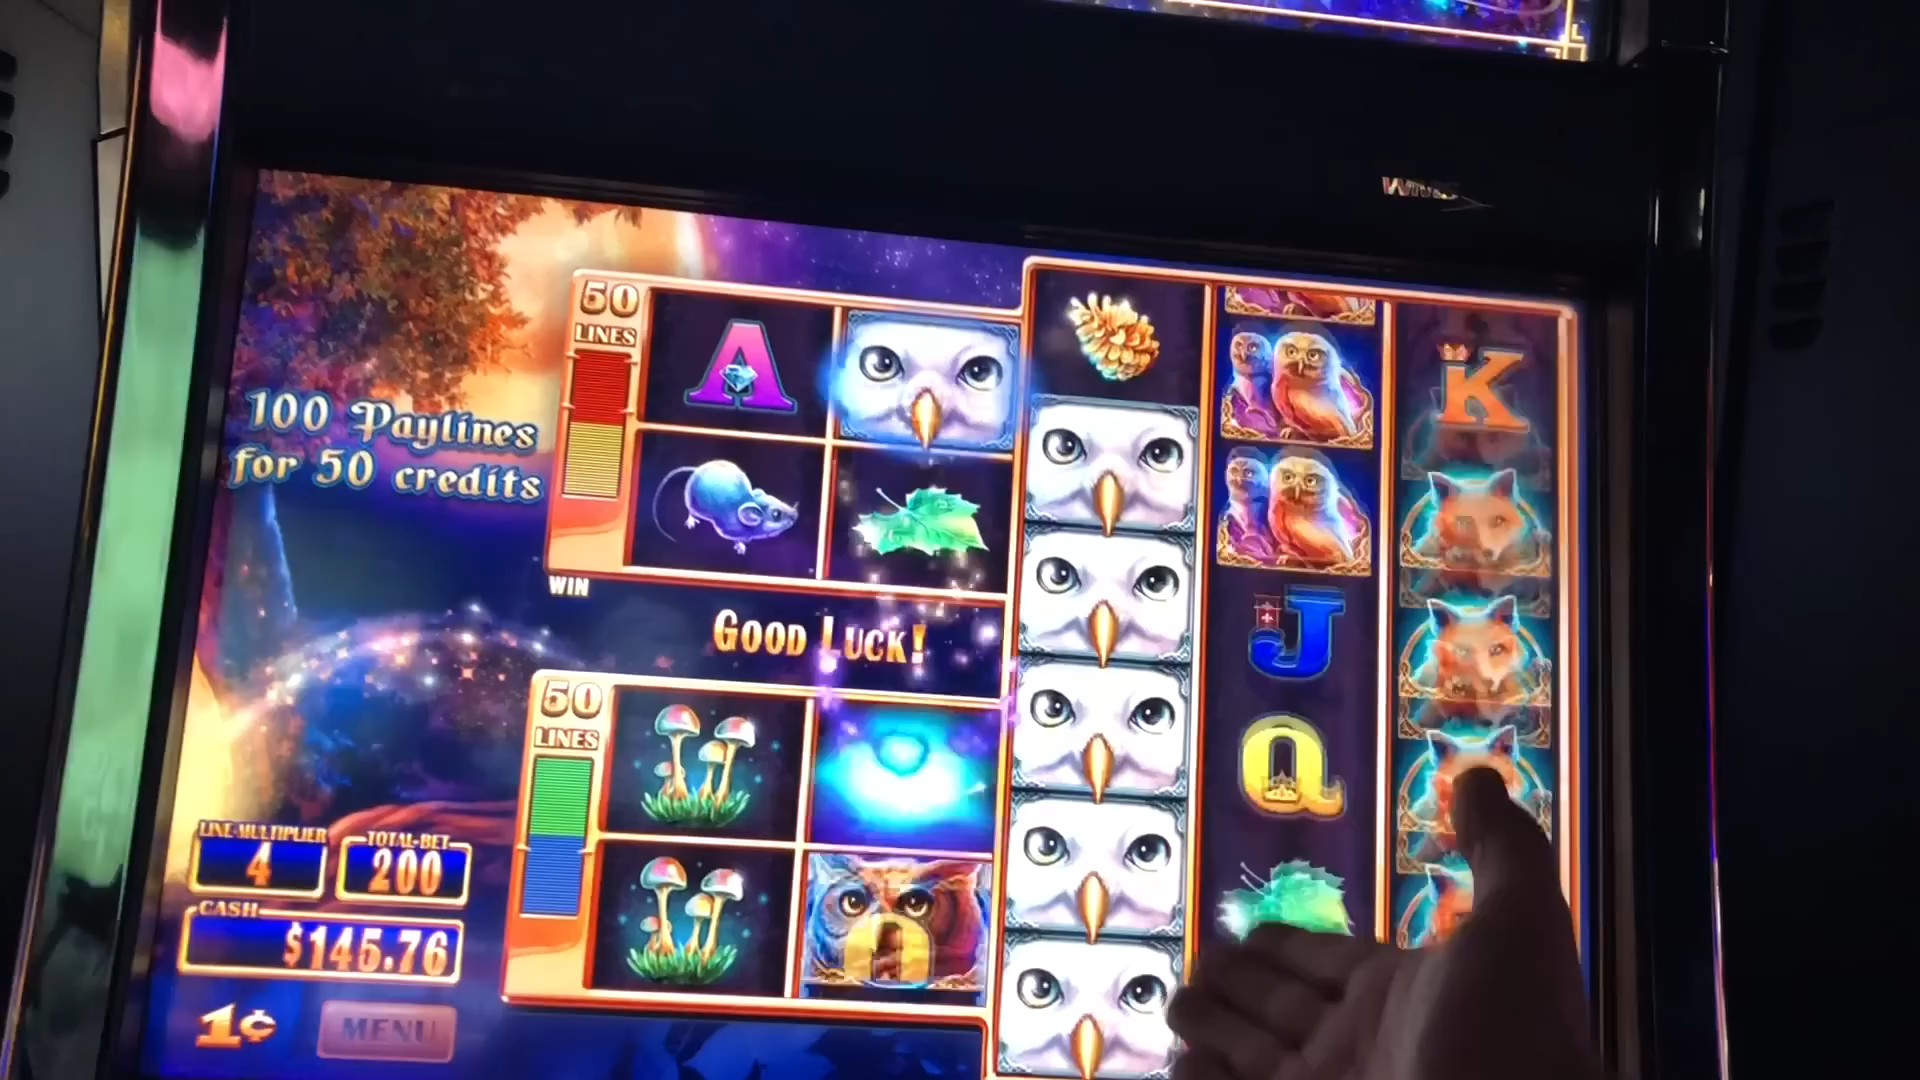 WMS
50
LINES
A
K
100 Paylines
for 50 credits
WIN
GOOD LUCK!
J
50
LINES
Q
LINE MULTIPLIER
4
TOTAL BET
200
CASH
$145.76
1¢
MENU